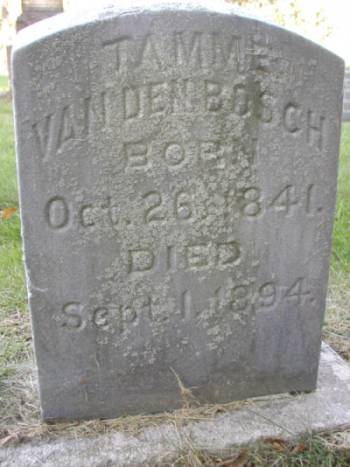 TAMME
VANDENBOSCH
BORN
Oct. 26, 1841.
DIED
Sept. 1, 1894.